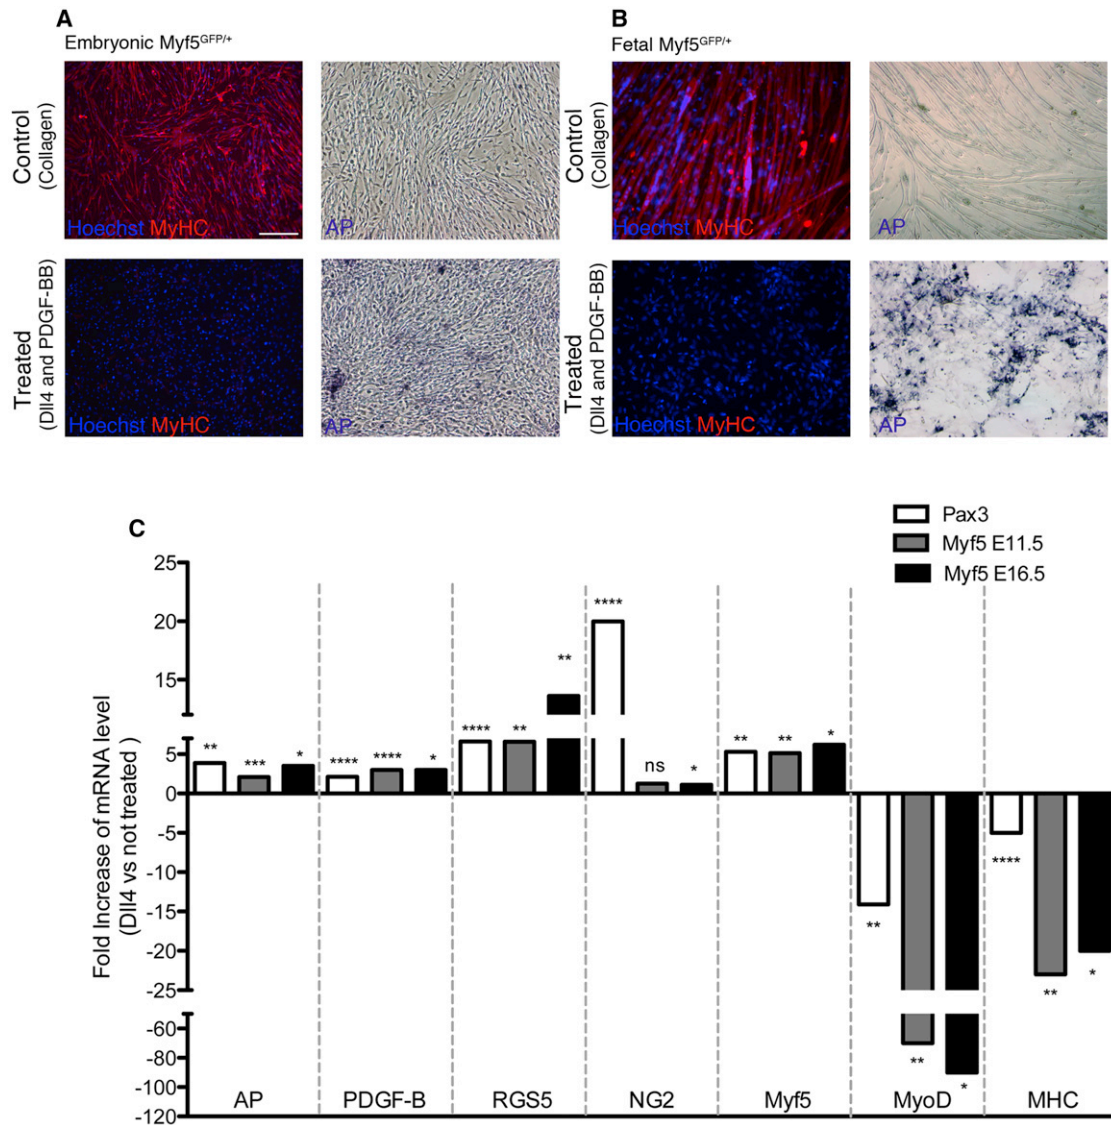 A
Embryonic Myf5GFP/+
B
Fetal Myf5GFP/+
Control
(Collagen)
Hoechst MyHC
AP
Control
(Collagen)
Hoechst MyHC
AP
Treated
(Dll4 and PDGF-BB)
Hoechst MyHC
AP
Treated
(Dll4 and PDGF-BB)
Hoechst MyHC
AP
C
Pax3
Myf5 E11.5
Myf5 E16.5
Fold Increase of mRNA level
(Dll4 vs not treated )
25
20
15
5
0
-5
-10
-15
-20
-25
-60
-80
-100
-120
** *** *
**** **** *
**** ** **
**** ns *
** ** *
** ** *
**** ** *
AP PDGF-B RGS5 NG2 Myf5 MyoD MHC